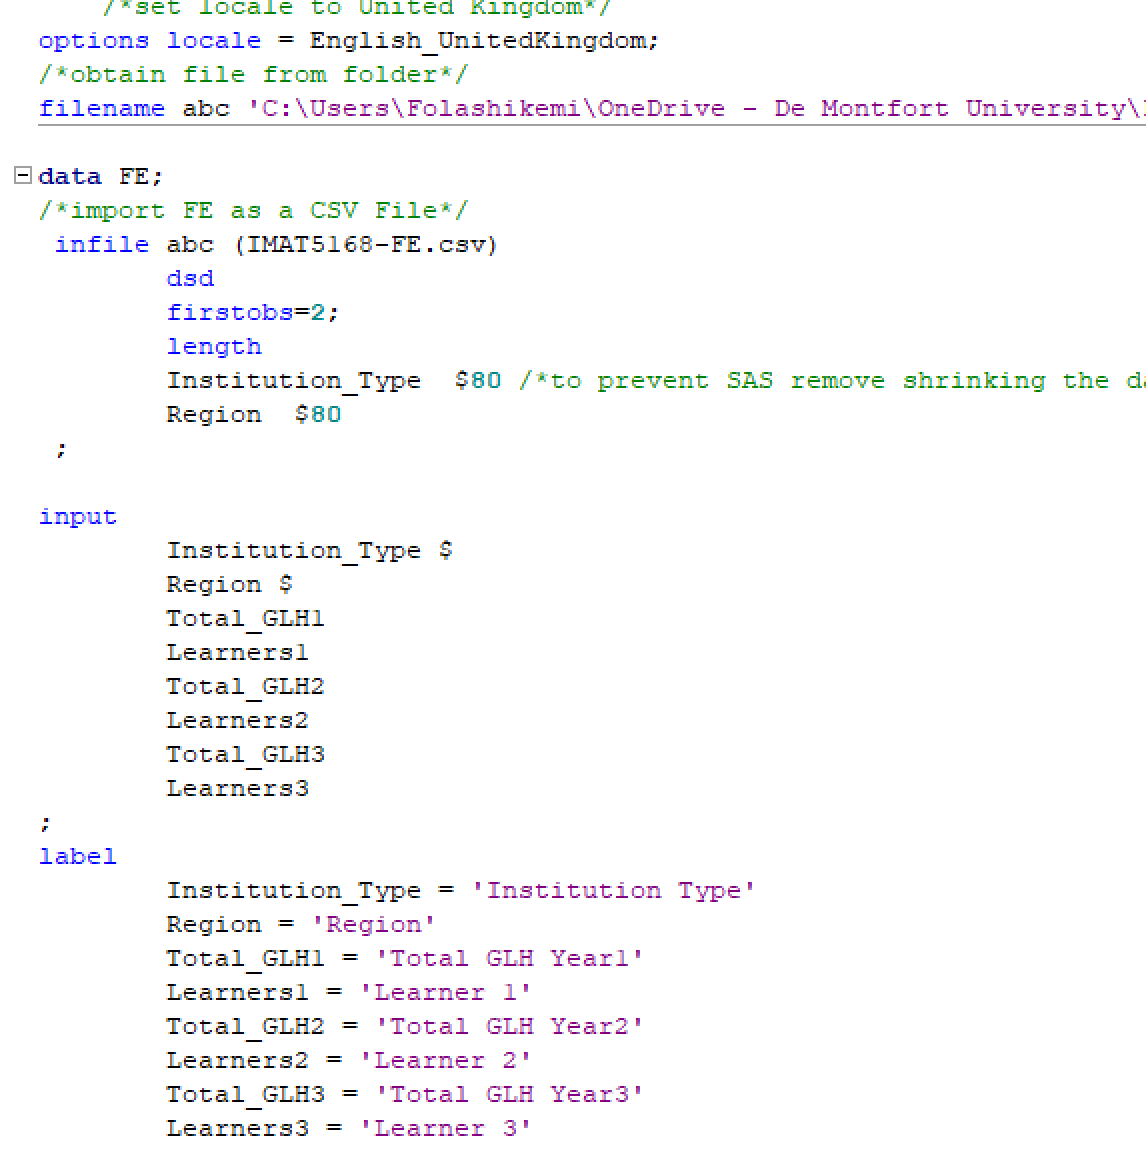 /*set locale to United Kingdom*/
options locale = English_UnitedKingdom;
/*obtain file from folder*/
filename abc 'C:\Users\Folashikemi\OneDrive - De Montfort University\
data FE;
/*import FE as a CSV File*/
infile abc (IMAT5168-FE.csv)
dsd
firstobs=2;
length
Institution_Type $80 /*to prevent SAS remove shrinking the
Region $80
;
input
Institution_Type $
Region $
Total_GLH1
Learners1
Total_GLH2
Learners2
Total_GLH3
Learners3
;
label
Institution_Type = 'Institution Type'
Region = 'Region'
Total_GLH1 = 'Total GLH Year1'
Learners1 = 'Learner 1'
Total_GLH2 = 'Total GLH Year2'
Learners2 = 'Learner 2'
Total_GLH3 = 'Total GLH Year3'
Learners3 = 'Learner 3'